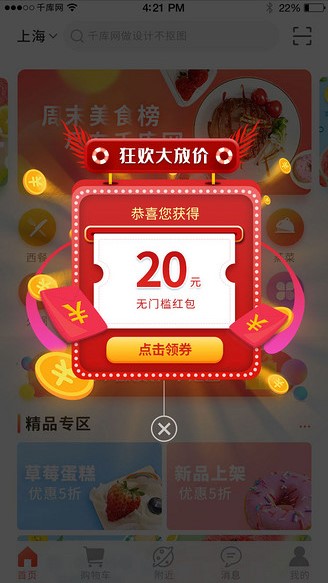 千库网 4:21 PM 22%
上海 千库网做设计不抠图
周末美食榜
狂欢大放价
恭喜您获得
20元
无门槛红包
点击领券
西餐
精品专区
草莓蛋糕
优惠5折
新品上架
优惠5折
首页 购物车 附近 消息 我的